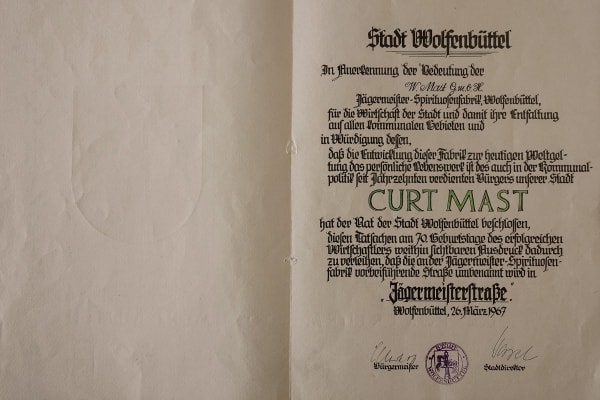 Stadt Wolfenbüttel
In Anerkennung der Bedeutung der
W. Mast G.m.b.H.
Jägermeister-Spirituosenfabrik, Wolfenbüttel,
für die Wirtschaft der Stadt und damit ihre Entfaltung
auf allen kommunalen Gebieten und
in Würdigung dessen,
daß die Entwicklung dieser Fabrik zur heutigen Weltgel-
tung das persönliche Lebenswerk ist des auch in der Kommunal-
politik seit Jahrzehnten verdienten Bürgers unserer Stadt
CURT MAST
hat der Rat der Stadt Wolfenbüttel beschlossen,
diesen Tatsachen am 70. Geburtstage des erfolgreichen
Wirtschaftlers weithin sichtbaren Ausdruck dadurch
zu verleihen, daß die an der Jägermeister-Spirituosen-
fabrik vorbeiführende Straße umbenannt wird in
„Jägermeisterstraße.“
Wolfenbüttel, 26. März 1967
Bürgermeister
Stadtdirektor